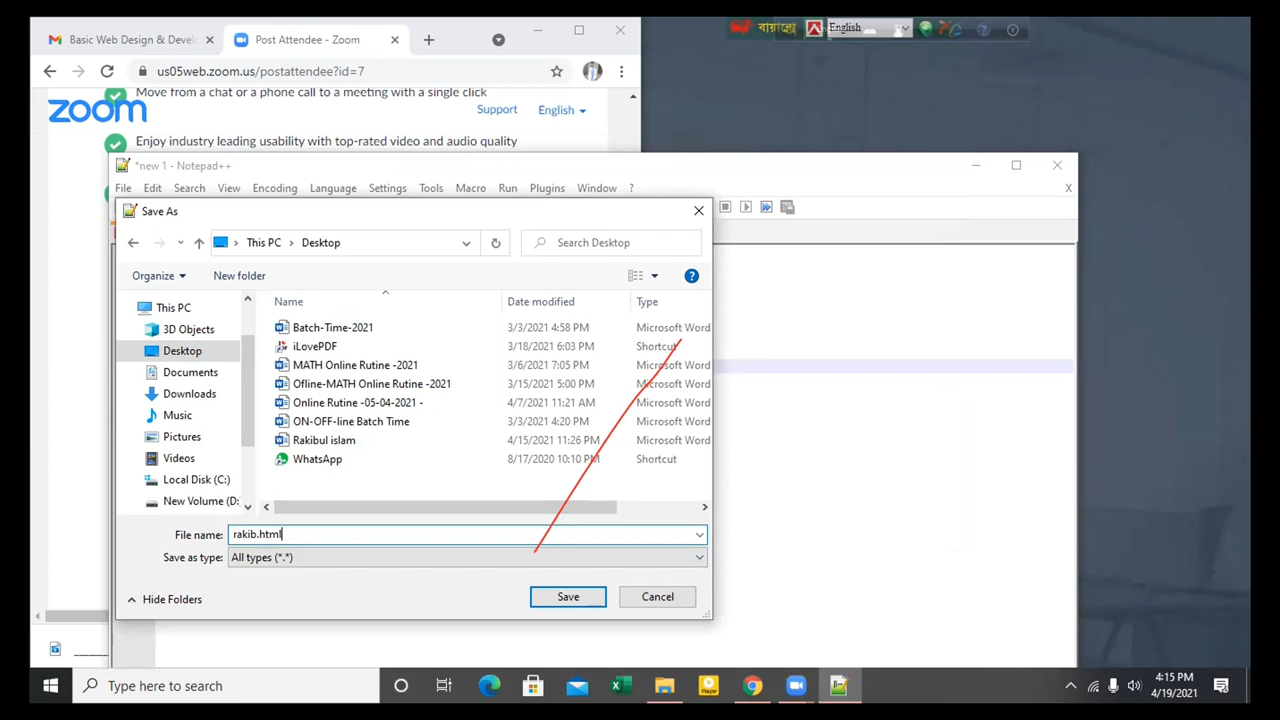 Basic Web Design & Deve
Post Attendee - Zoom
বায়ান্নো
English
us05web.zoom.us/postattendee?id=7
Move from a chat or a phone call to a meeting with a single click
zoom
Support
English
Enjoy industry leading usability with top-rated video and audio quality
*new 1 - Notepad++
File Edit Search View Encoding Language Settings Tools Macro Run Plugins Window ?
X
Save As
This PC
Desktop
Search Desktop
Organize
New folder
Name
Date modified
Type
This PC
3D Objects
Desktop
Documents
Downloads
Music
Pictures
Videos
Local Disk (C:)
New Volume (D:
Batch-Time-2021 3/3/2021 4:58 PM Microsoft Word
iLovePDF 3/18/2021 6:03 PM Shortcut
MATH Online Rutine -2021 3/6/2021 7:05 PM Microsoft Word
Ofline-MATH Online Rutine -2021 3/15/2021 5:00 PM Microsoft Word
Online Rutine -05-04-2021 - 4/7/2021 11:21 AM Microsoft Word
ON-OFF-line Batch Time 3/3/2021 4:20 PM Microsoft Word
Rakibul islam 4/15/2021 11:26 PM Microsoft Word
WhatsApp 8/17/2020 10:10 PM Shortcut
File name: rakib.html
Save as type: All types (*.*)
Hide Folders
Save
Cancel
Type here to search
Player
4:15 PM
4/19/2021